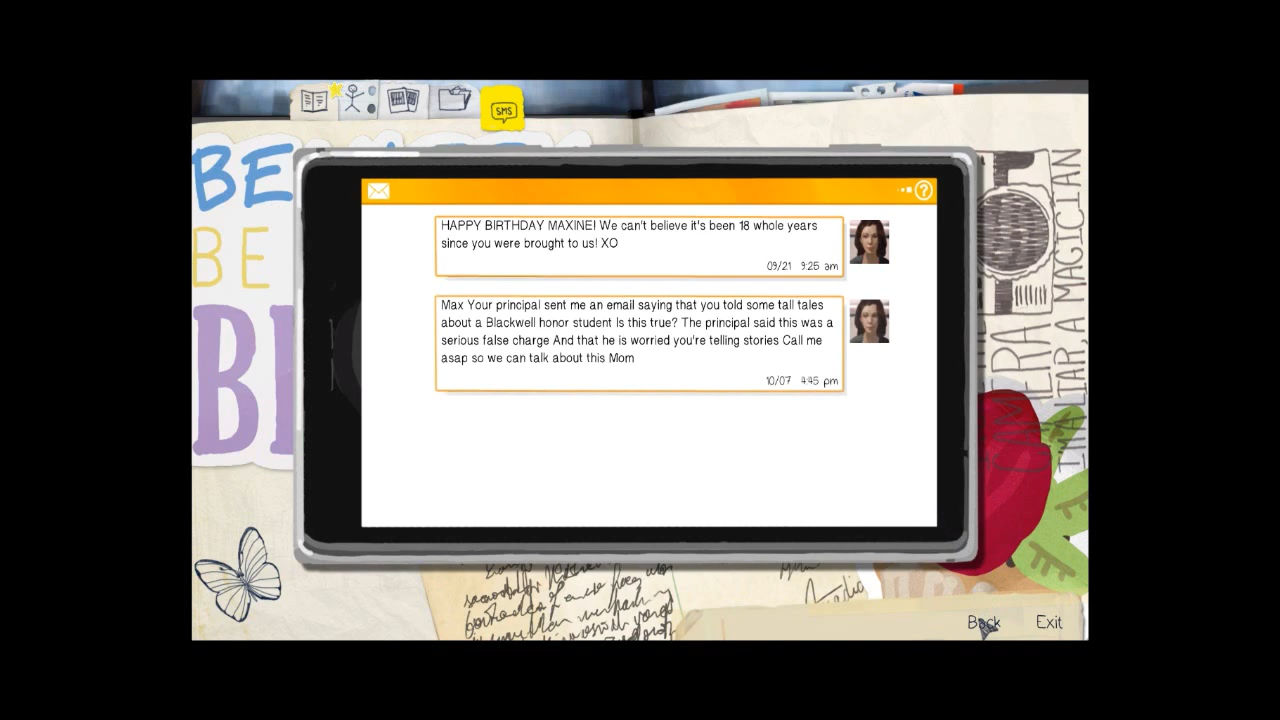 SMS
BE
BE
HAPPY BIRTHDAY MAXINE! We can't believe it's been 18 whole years
since you were brought to us! XO
09/21 9:25 am
Max Your principal sent me an email saying that you told some tall tales
about a Blackwell honor student Is this true? The principal said this was a
serious false charge And that he is worried you're telling stories Call me
asap so we can talk about this Mom
10/07 4:45 pm
I'M A LIAR, A MAGICIAN
Back Exit